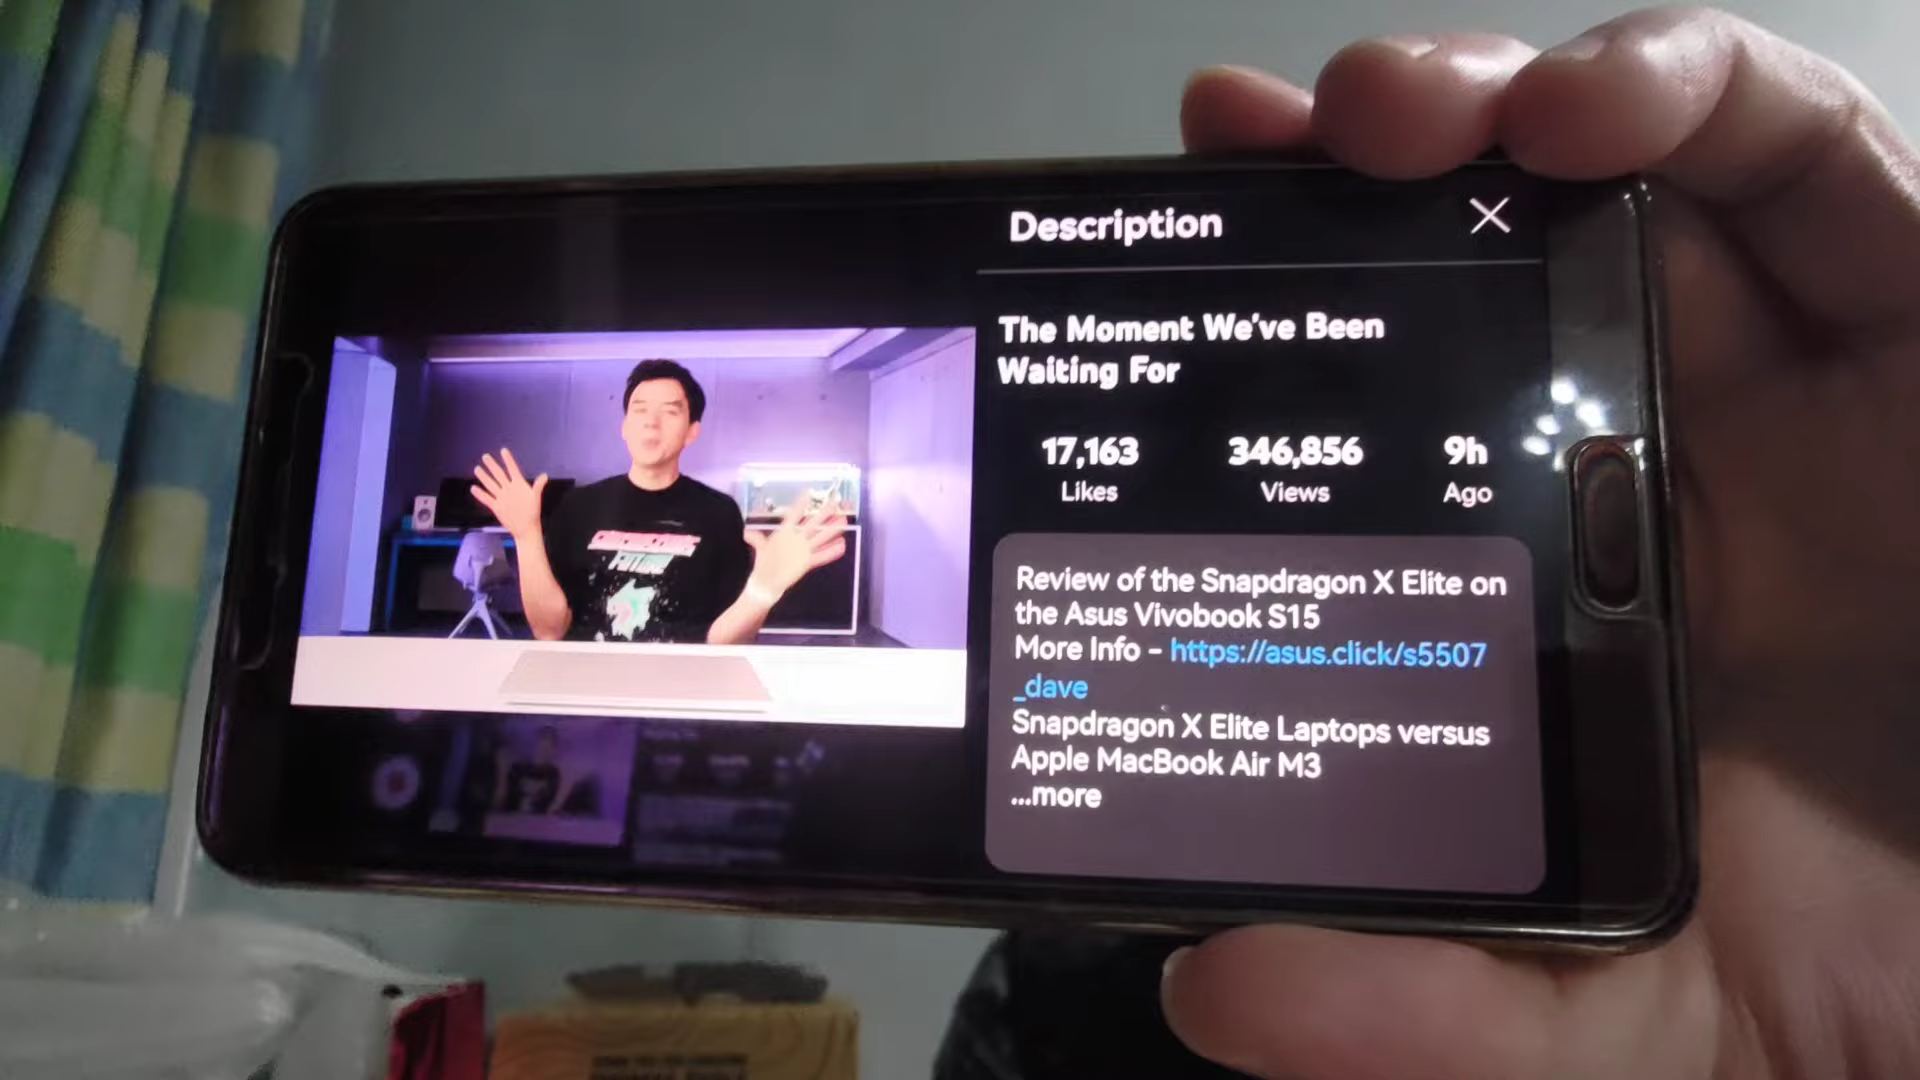 Description
The Moment We've Been
Waiting For
17,163
Likes
346,856
Views
9h
Ago
Review of the Snapdragon X Elite on
the Asus Vivobook S15
More Info - https://asus.click/s5507
_dave
Snapdragon X Elite Laptops versus
Apple MacBook Air M3
...more